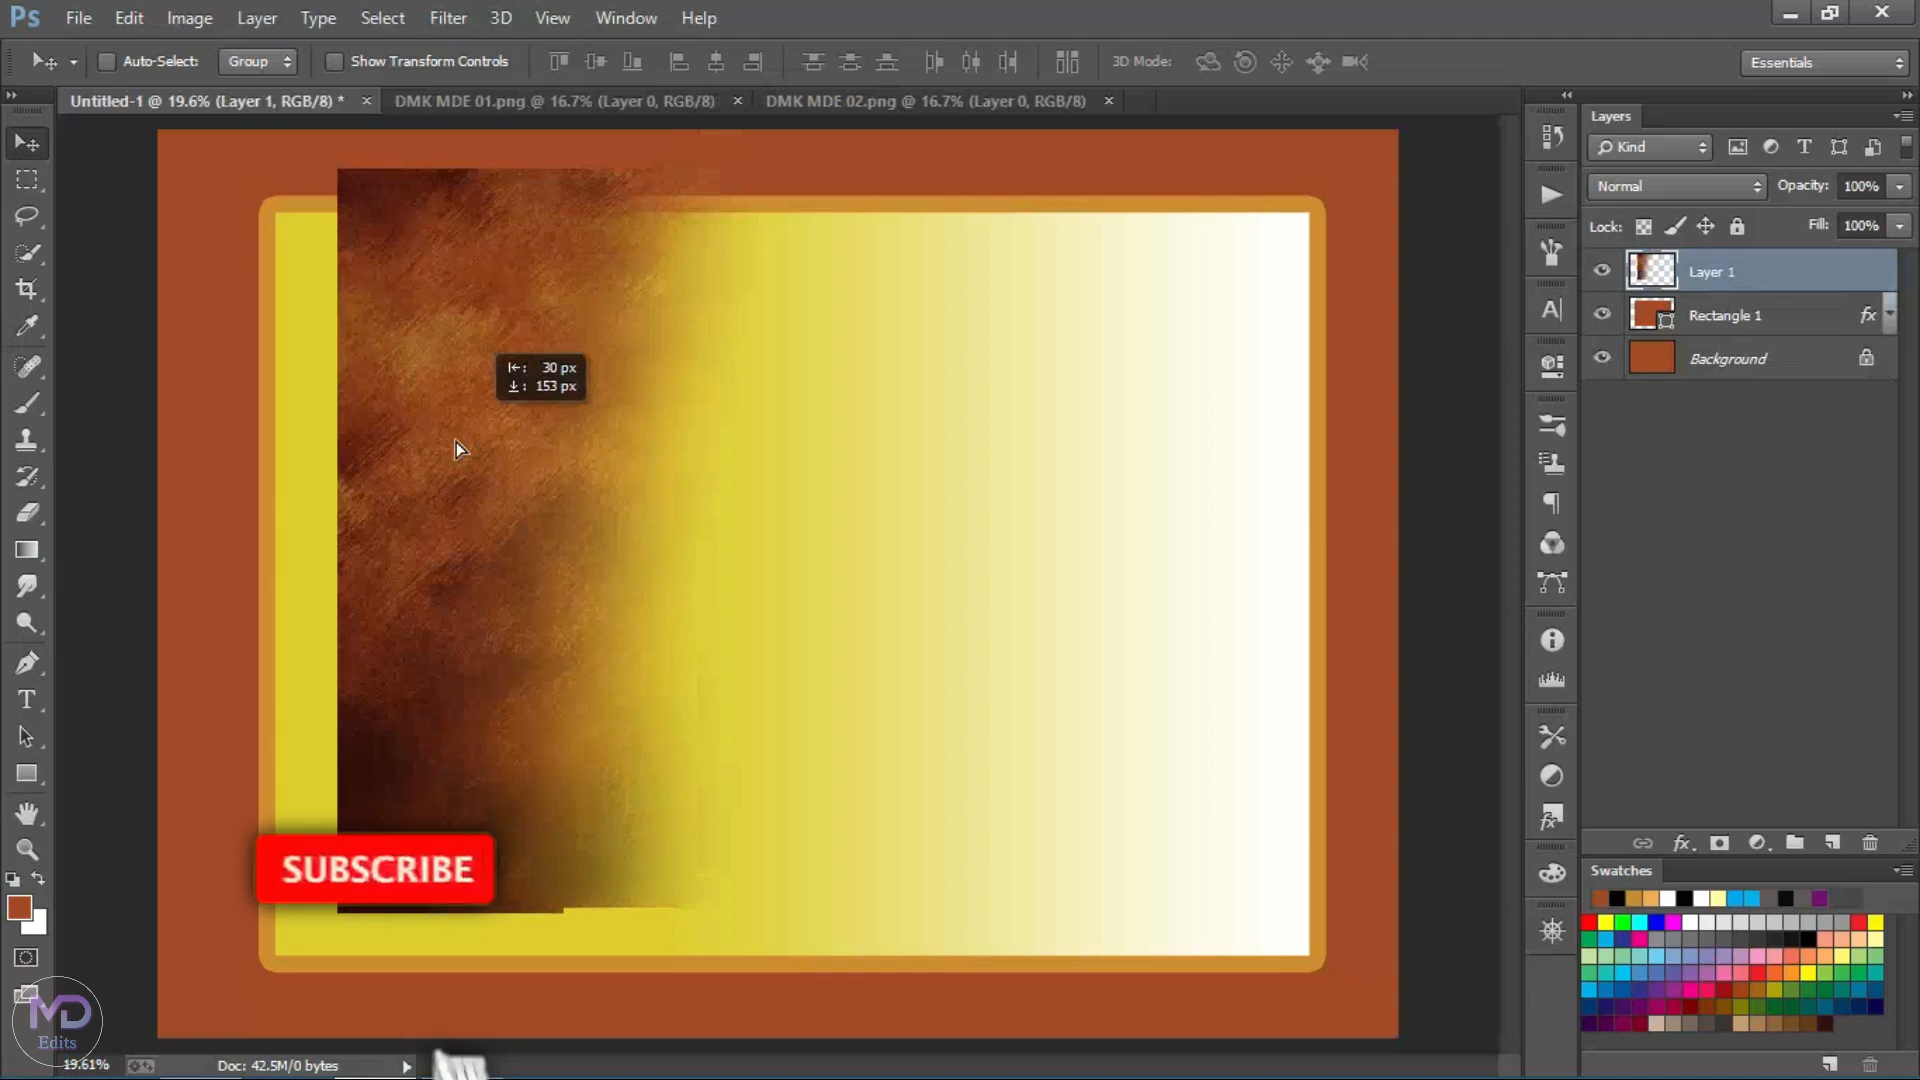 Ps File Edit Image Layer Type Select Filter 3D View Window Help
Auto-Select: Group Show Transform Controls 3D Mode: Essentials
Untitled-1 @ 19.6% (Layer 1, RGB/8) * × DMK MDE 01.png @ 16.7% (Layer 0, RGB/8) × DMK MDE 02.png @ 16.7% (Layer 0, RGB/8) ×
Layers
Kind
Normal Opacity: 100%
Lock: Fill: 100%
Layer 1
Rectangle 1 fx
Background
30 px
153 px
SUBSCRIBE
Swatches
MD
Edits
19.61% Doc: 42.5M/0 bytes